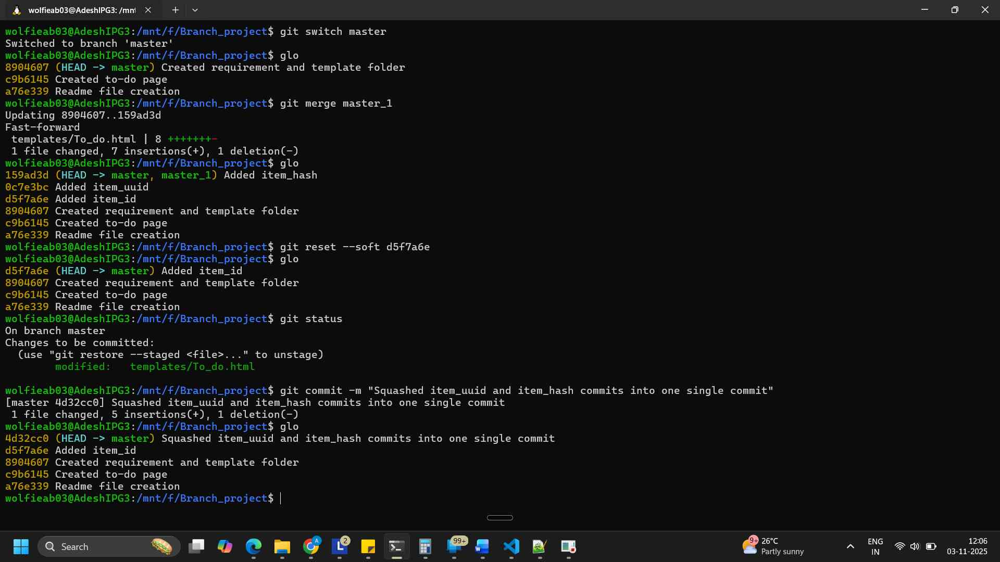 wolfieab03@AdeshIPG3: /mnt
wolfieab03@AdeshIPG3:/mnt/f/Branch_project$ git switch master
Switched to branch 'master'
wolfieab03@AdeshIPG3:/mnt/f/Branch_project$ glo
8904607 (HEAD -> master) Created requirement and template folder
c9b6145 Created to-do page
a76e339 Readme file creation
wolfieab03@AdeshIPG3:/mnt/f/Branch_project$ git merge master_1
Updating 8904607..159ad3d
Fast-forward
 templates/To_do.html | 8 +++++++-
 1 file changed, 7 insertions(+), 1 deletion(-)
wolfieab03@AdeshIPG3:/mnt/f/Branch_project$ glo
159ad3d (HEAD -> master, master_1) Added item_hash
0c7e3bc Added item_uuid
d5f7a6e Added item_id
8904607 Created requirement and template folder
c9b6145 Created to-do page
a76e339 Readme file creation
wolfieab03@AdeshIPG3:/mnt/f/Branch_project$ git reset --soft d5f7a6e
wolfieab03@AdeshIPG3:/mnt/f/Branch_project$ glo
d5f7a6e (HEAD -> master) Added item_id
8904607 Created requirement and template folder
c9b6145 Created to-do page
a76e339 Readme file creation
wolfieab03@AdeshIPG3:/mnt/f/Branch_project$ git status
On branch master
Changes to be committed:
  (use "git restore --staged <file>..." to unstage)
        modified:   templates/To_do.html
wolfieab03@AdeshIPG3:/mnt/f/Branch_project$ git commit -m "Squashed item_uuid and item_hash commits into one single commit"
[master 4d32cc0] Squashed item_uuid and item_hash commits into one single commit
 1 file changed, 5 insertions(+), 1 deletion(-)
wolfieab03@AdeshIPG3:/mnt/f/Branch_project$ glo
4d32cc0 (HEAD -> master) Squashed item_uuid and item_hash commits into one single commit
d5f7a6e Added item_id
8904607 Created requirement and template folder
c9b6145 Created to-do page
a76e339 Readme file creation
wolfieab03@AdeshIPG3:/mnt/f/Branch_project$
Search
A
L 2
99+
W
9+
26°C
Partly sunny
ENG
IN
12:06
03-11-2025